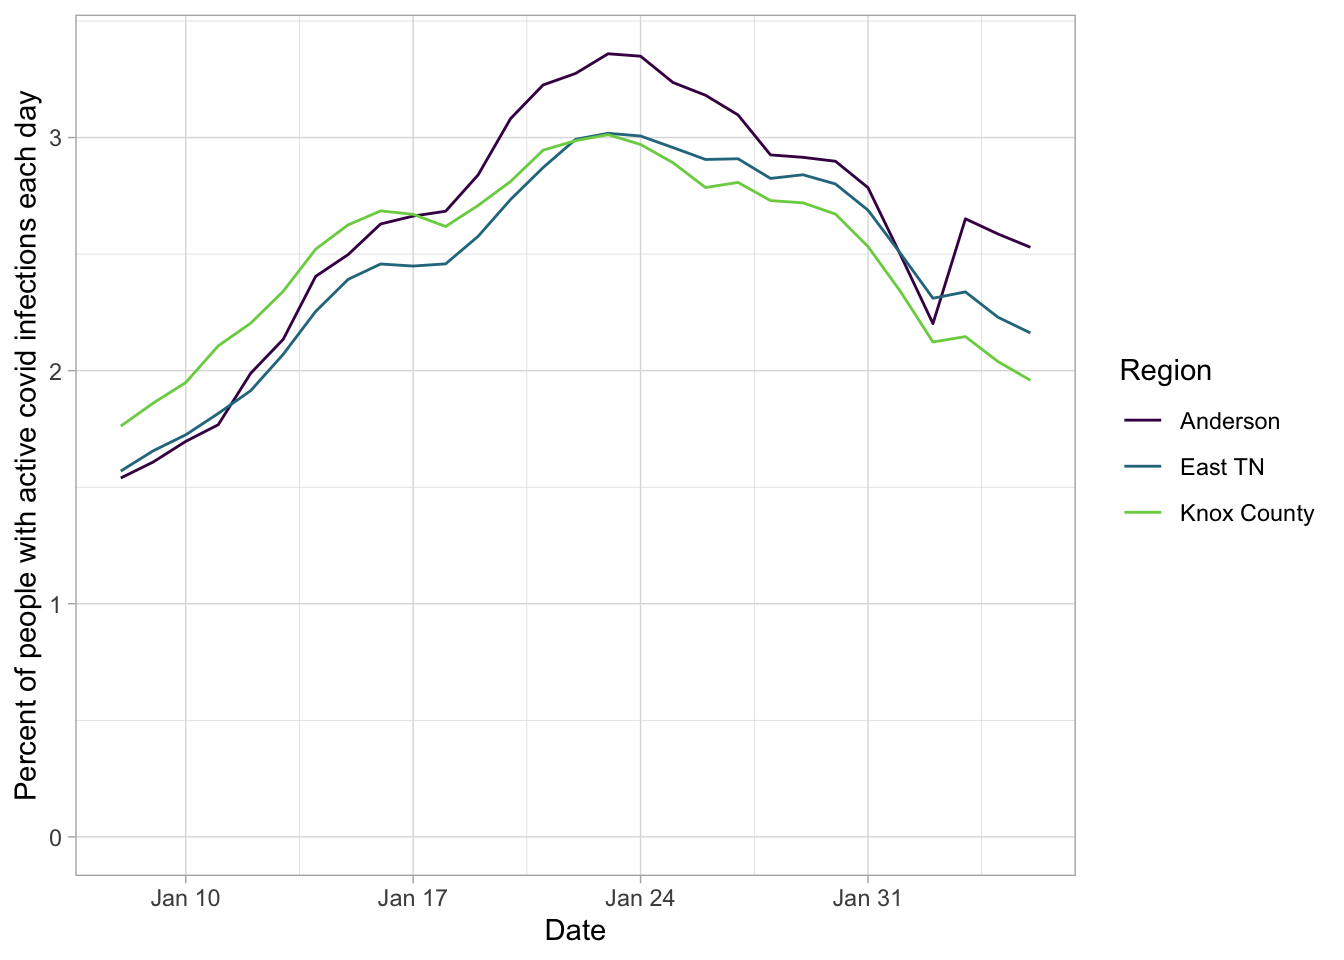 Percent of people with active covid infections each day
3
2
1
0
Jan 10
Jan 17
Jan 24
Jan 31
Date
Region
Anderson
East TN
Knox County